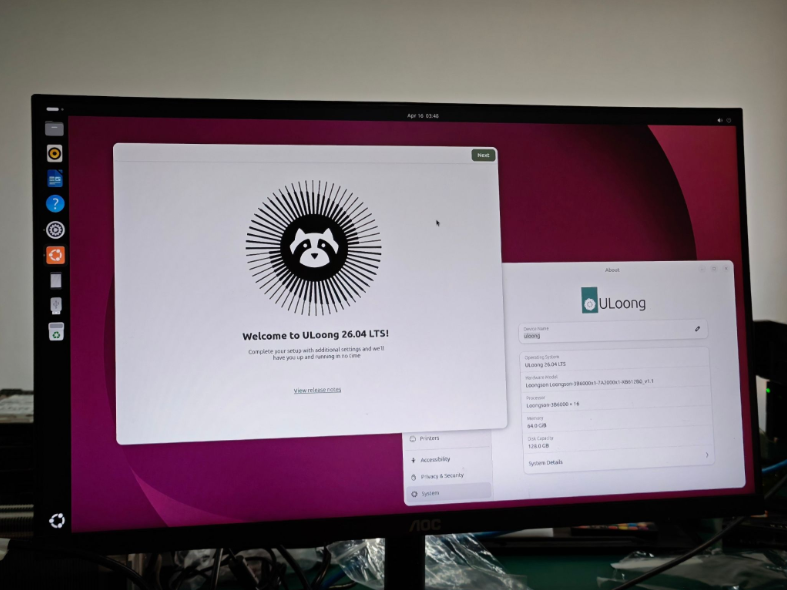 Apr 16 03:48
Next
Welcome to ULoong 26.04 LTS!
Complete your setup with additional settings and we'll
have you up and running in no time
View release notes
About
ULoong
Device Name
uloong
Operating System
ULoong 26.04 LTS
Hardware Model
Processor
Loongson-3B6000 × 16
Memory
64.0 GB
Disk Capacity
128.0 GB
System Details
Printers
Accessibility
Privacy & Security
System
AOC